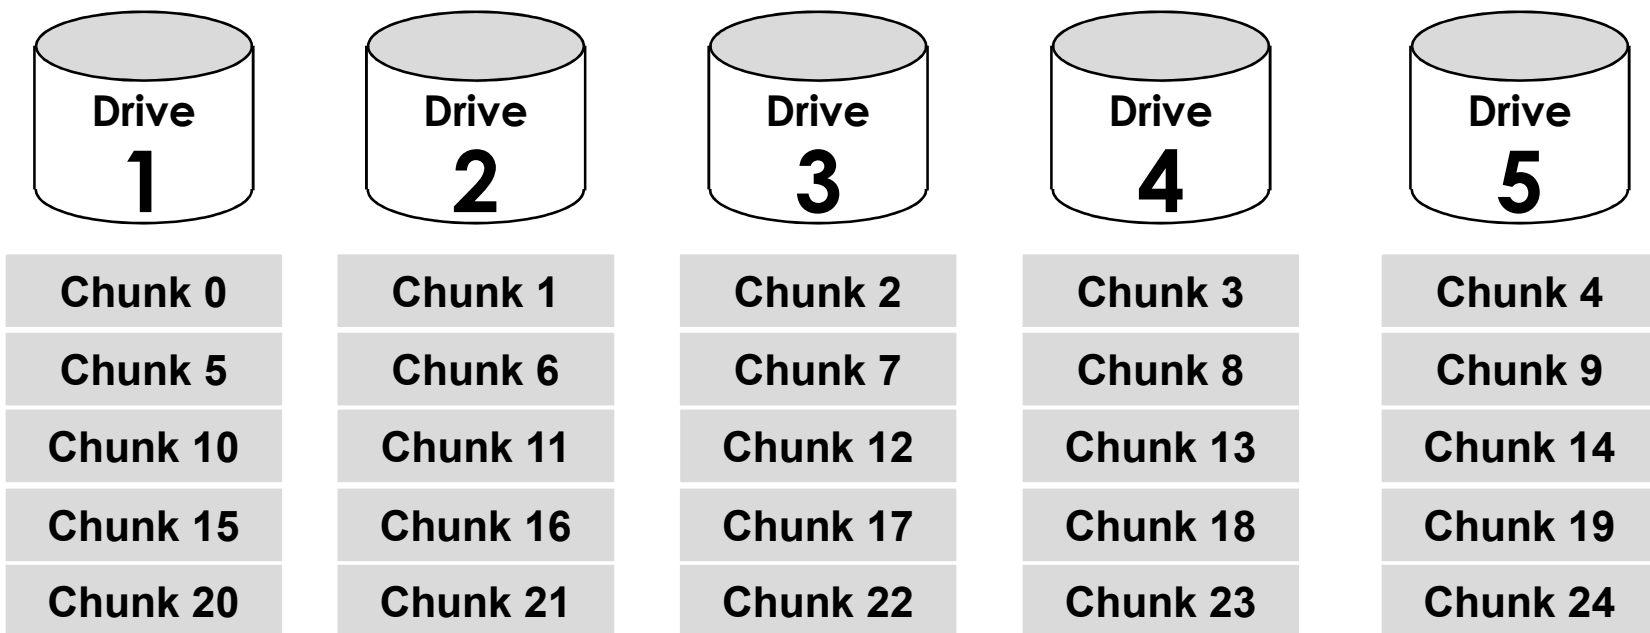 Drive
1
Drive
2
Drive
3
Drive
4
Drive
5
Chunk 0
Chunk 1
Chunk 2
Chunk 3
Chunk 4
Chunk 5
Chunk 6
Chunk 7
Chunk 8
Chunk 9
Chunk 10
Chunk 11
Chunk 12
Chunk 13
Chunk 14
Chunk 15
Chunk 16
Chunk 17
Chunk 18
Chunk 19
Chunk 20
Chunk 21
Chunk 22
Chunk 23
Chunk 24